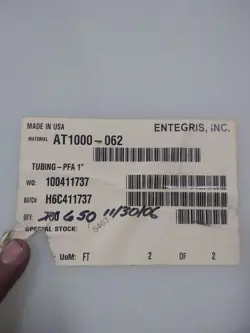 MADE IN USA
ENTEGRIS, INC.
MATERIAL AT1000-062
TUBING-PFA 1"
WO: 100411737
BATCH: H6C411737
QTY: 650 11/30/06
SPECIAL STOCK:
5463
UoM: FT 2 OF 2